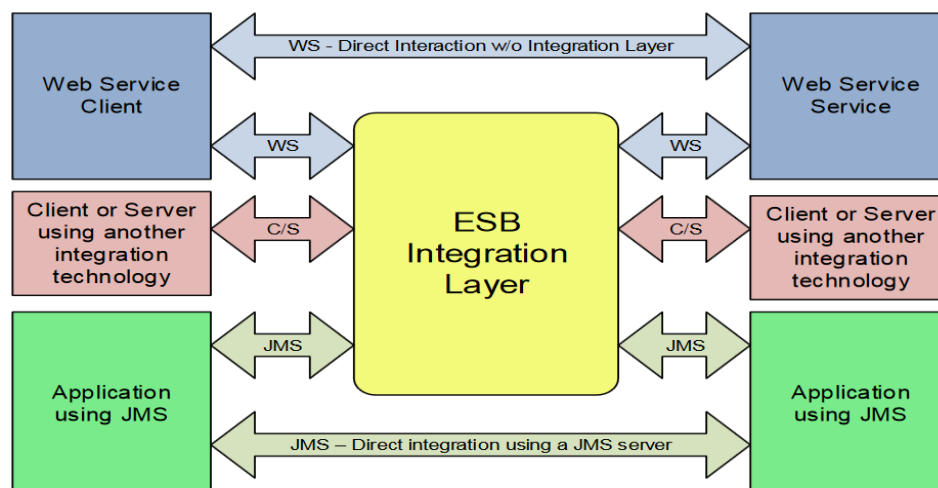 WS - Direct Interaction w/o Integration Layer
Web Service
Client
Web Service
Service
WS
WS
ESB
Integration
Layer
Client or Server
using another
integration
technology
C/S
C/S
Client or Server
using another
integration
technology
JMS
JMS
Application
using JMS
Application
using JMS
JMS – Direct integration using a JMS server